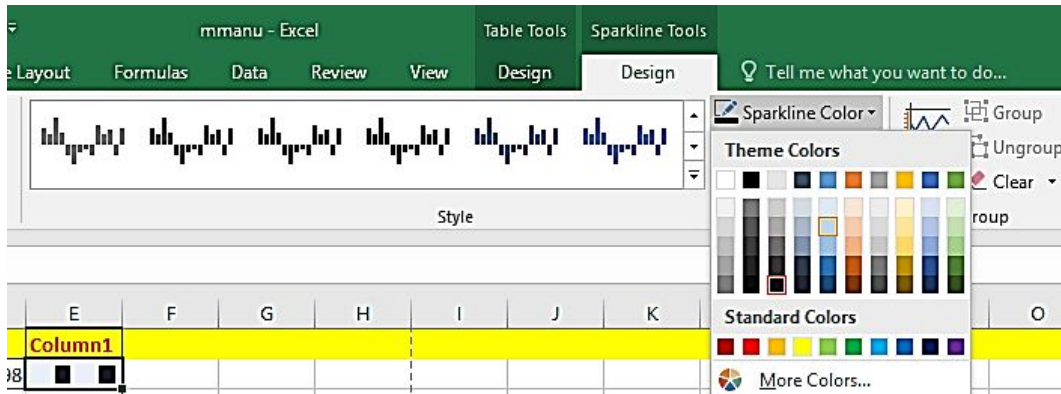 mmanu - Excel
Table Tools
Sparkline Tools
e Layout
Formulas
Data
Review
View
Design
Design
Tell me what you want to do...
Sparkline Color
Group
Ungroup
Clear
Theme Colors
Style
roup
Standard Colors
E
F
G
H
I
J
K
O
Column1
98
More Colors...